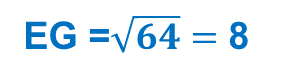 EG =√64 = 8